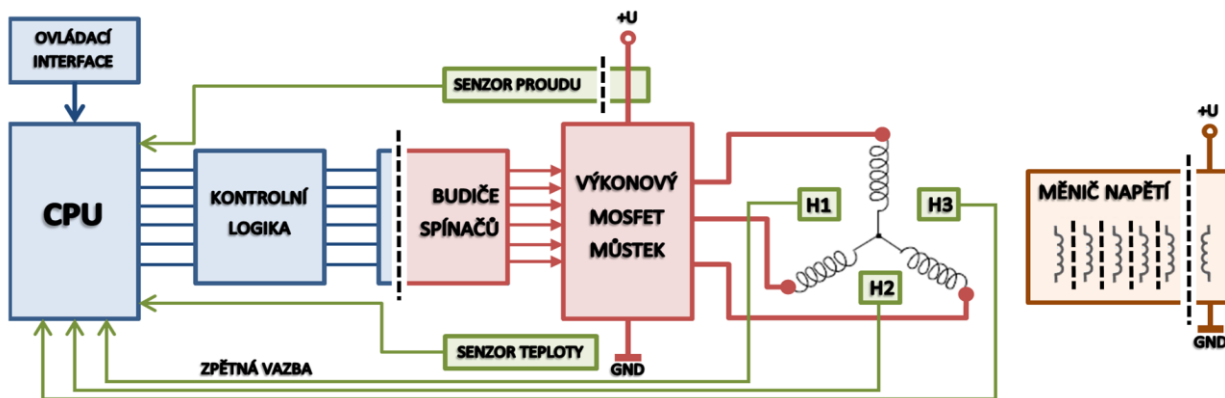 OVLÁDACÍ
INTERFACE
+U
SENZOR PROUDU
CPU
KONTROLNÍ
LOGIKA
BUDIČE
SPÍNAČŮ
VÝKONOVÝ
MOSFET
MŮSTEK
H1
H3
H2
SENZOR TEPLOTY
GND
ZPĚTNÁ VAZBA
+U
MĚNIČ NAPĚTÍ
GND